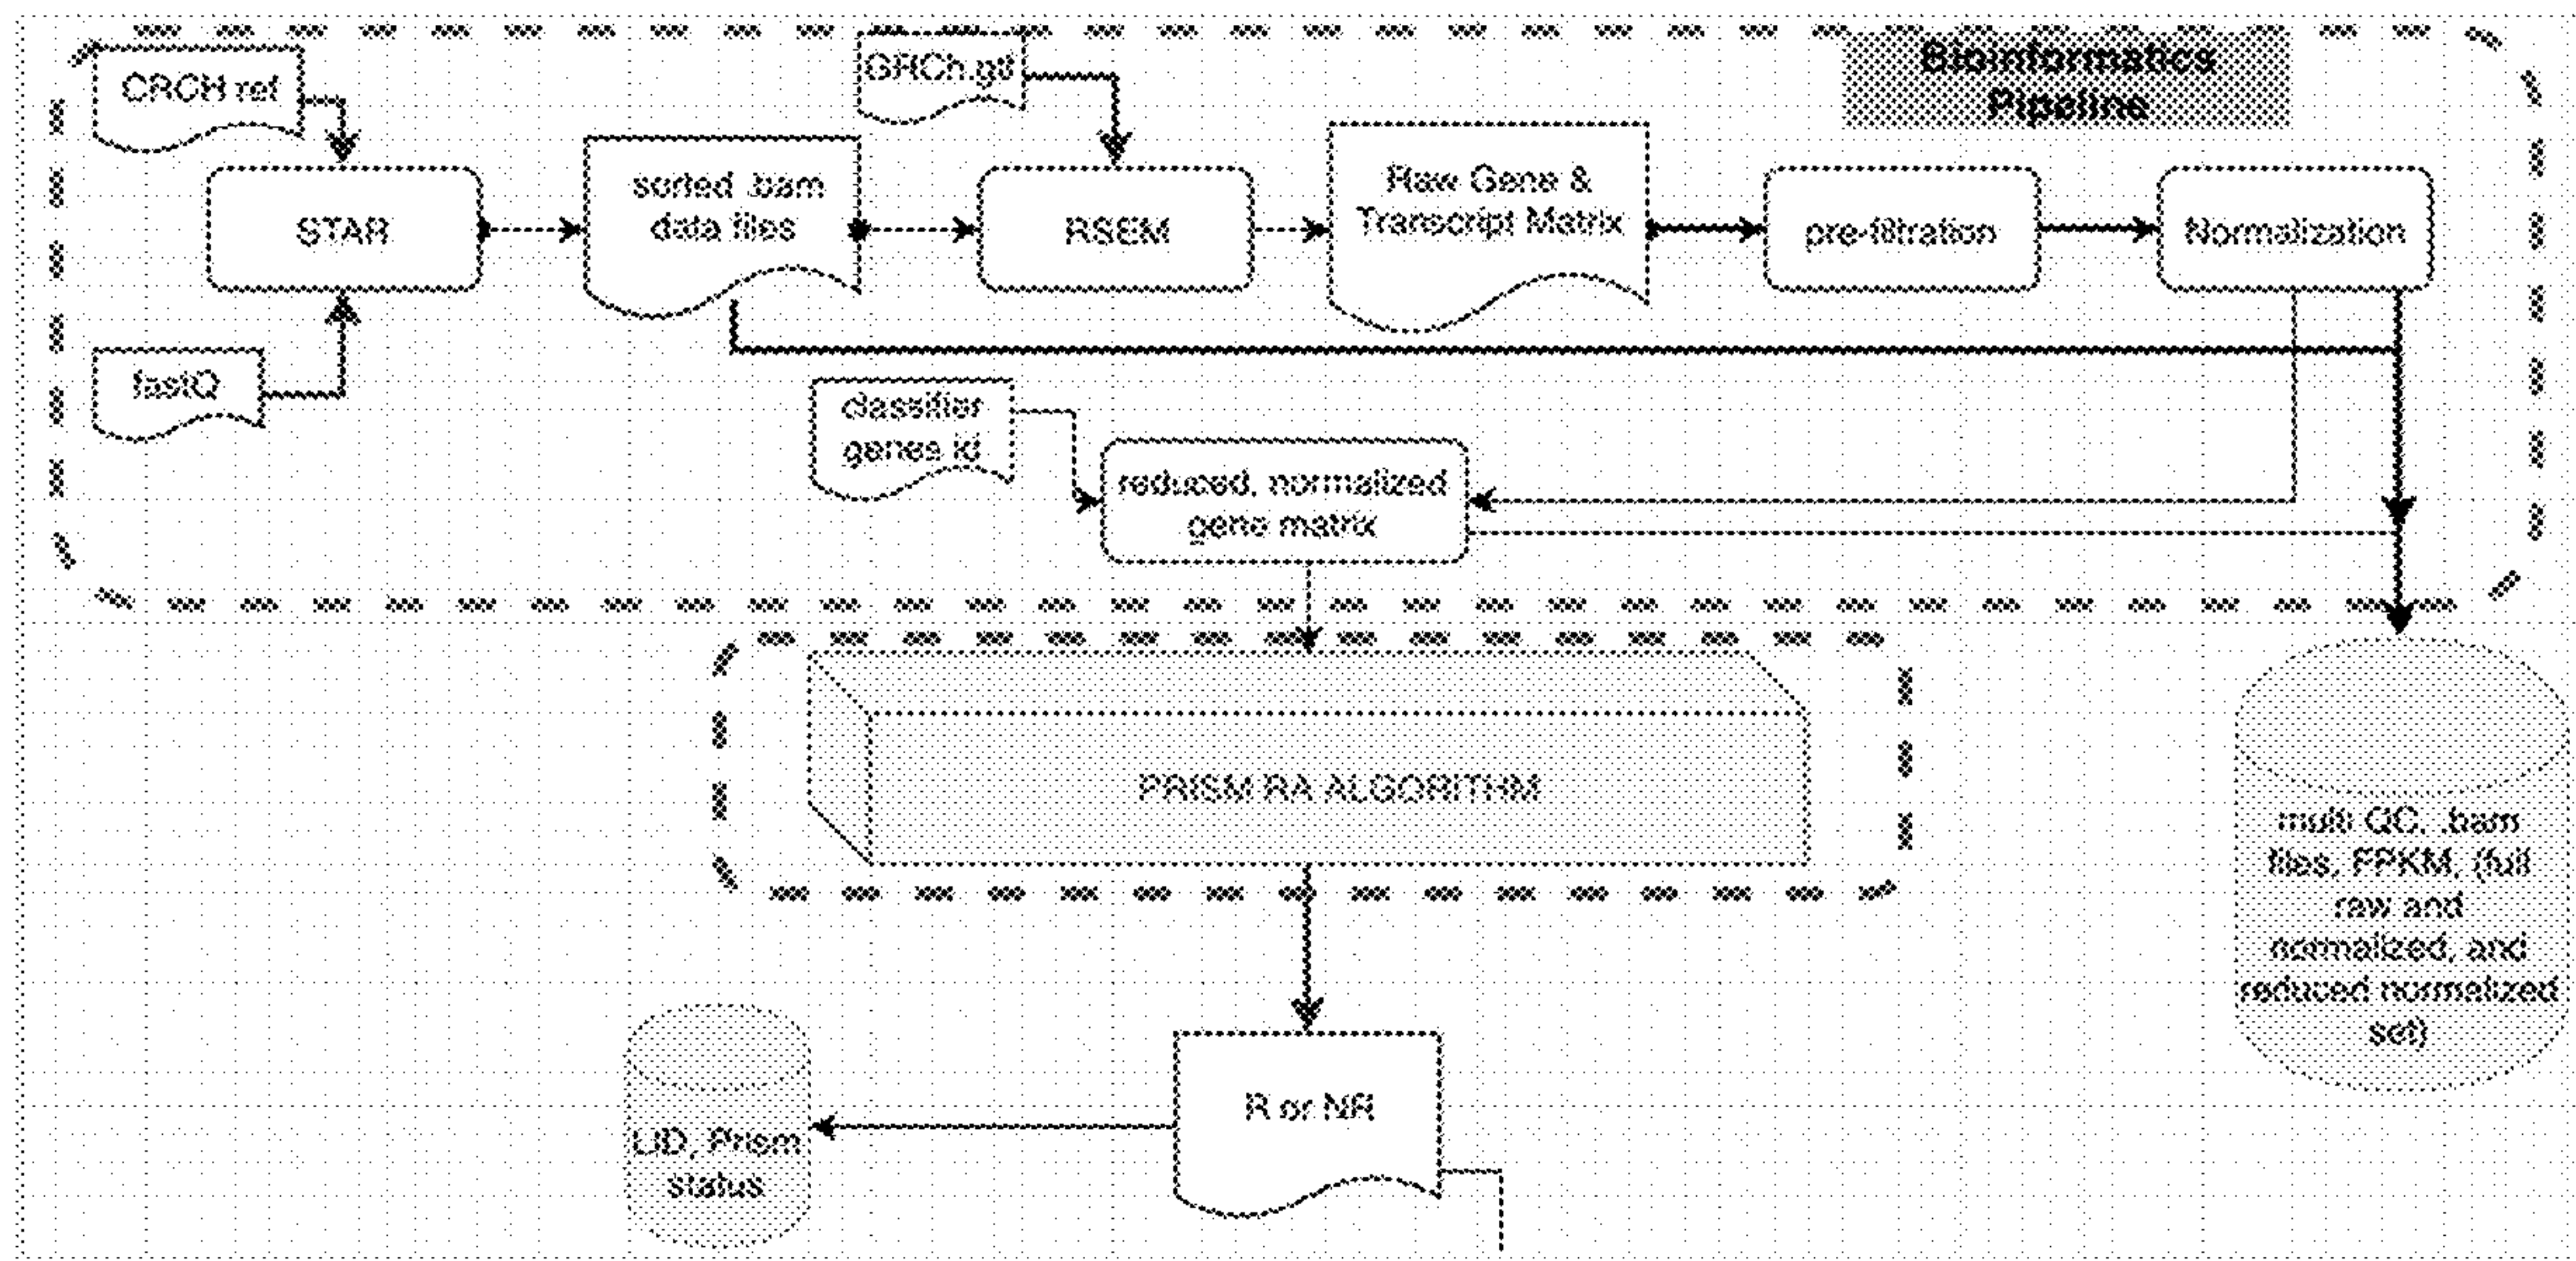 CRCH ref
GRCh.gtf
Bioinformatics
Pipeline
STAR
sorted .bam
data files
RSEM
Raw Gene &
Transcript Matrix
pre-filtration
Normalization
fastQ
classifier
genes id
reduced, normalized
gene matrix
PRISM RA ALGORITHM
multi QC, .bam
files, FPKM, (full
raw and
normalized, and
reduced normalized
set)
R or NR
LID, Prism
status